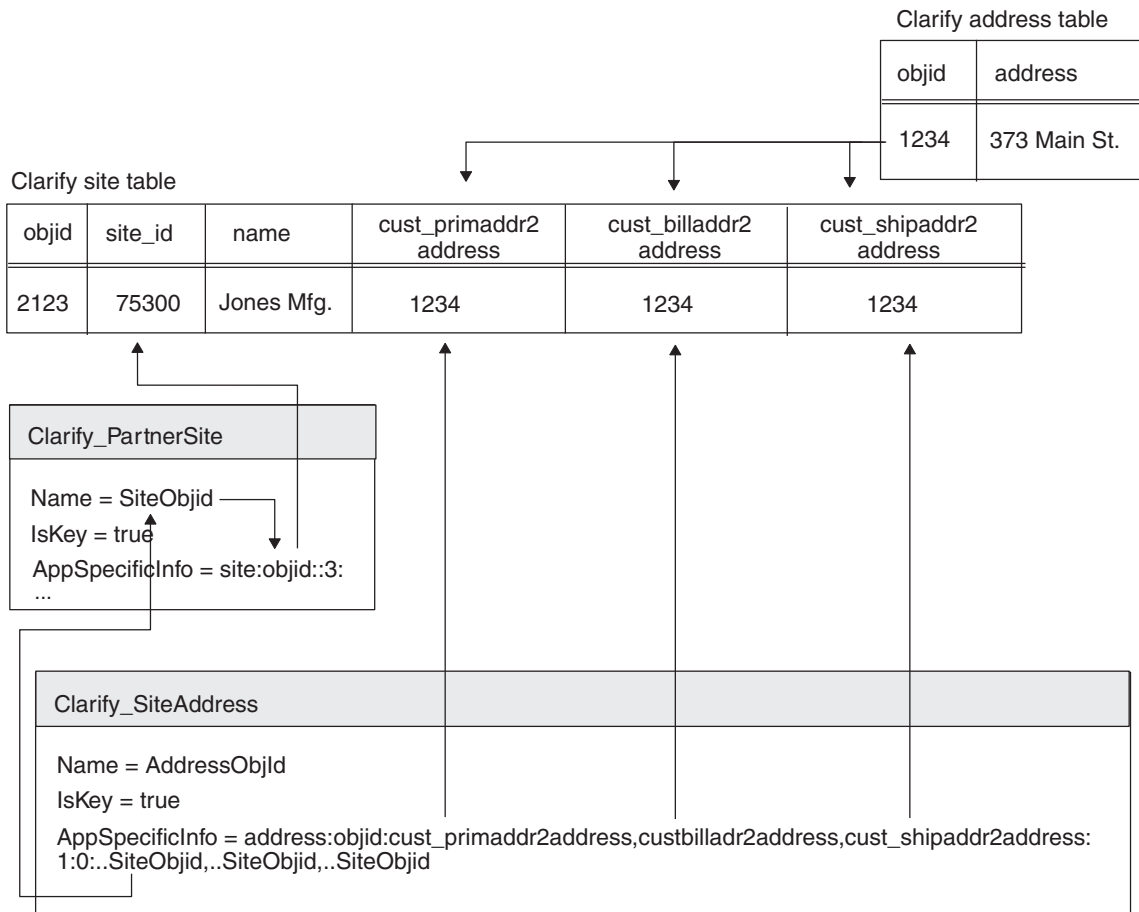 Clarify address table
objid address
1234 373 Main St.
Clarify site table
objid site_id name cust_primaddr2 address cust_billaddr2 address cust_shipaddr2 address
2123 75300 Jones Mfg. 1234 1234 1234
Clarify_PartnerSite
Name = SiteObjid
IsKey = true
AppSpecificInfo = site:objid::3:
...
Clarify_SiteAddress
Name = AddressObjId
IsKey = true
AppSpecificInfo = address:objid:cust_primaddr2address,custbilladr2address,cust_shipaddr2address:
1:0:..SiteObjid,..SiteObjid,..SiteObjid